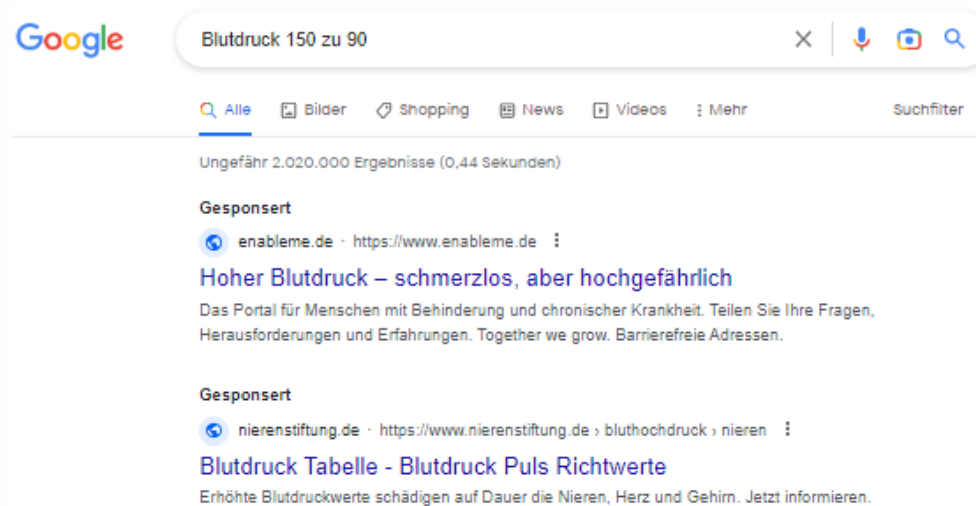 Google
Blutdruck 150 zu 90
Alle Bilder Shopping News Videos Mehr Suchfilter
Ungefähr 2.020.000 Ergebnisse (0,44 Sekunden)
Gesponsert
enableme.de · https://www.enableme.de
Hoher Blutdruck – schmerzlos, aber hochgefährlich
Das Portal für Menschen mit Behinderung und chronischer Krankheit. Teilen Sie Ihre Fragen,
Herausforderungen und Erfahrungen. Together we grow. Barrierefreie Adressen.
Gesponsert
nierenstiftung.de · https://www.nierenstiftung.de › bluthochdruck › nieren
Blutdruck Tabelle - Blutdruck Puls Richtwerte
Erhöhte Blutdruckwerte schädigen auf Dauer die Nieren, Herz und Gehirn. Jetzt informieren.